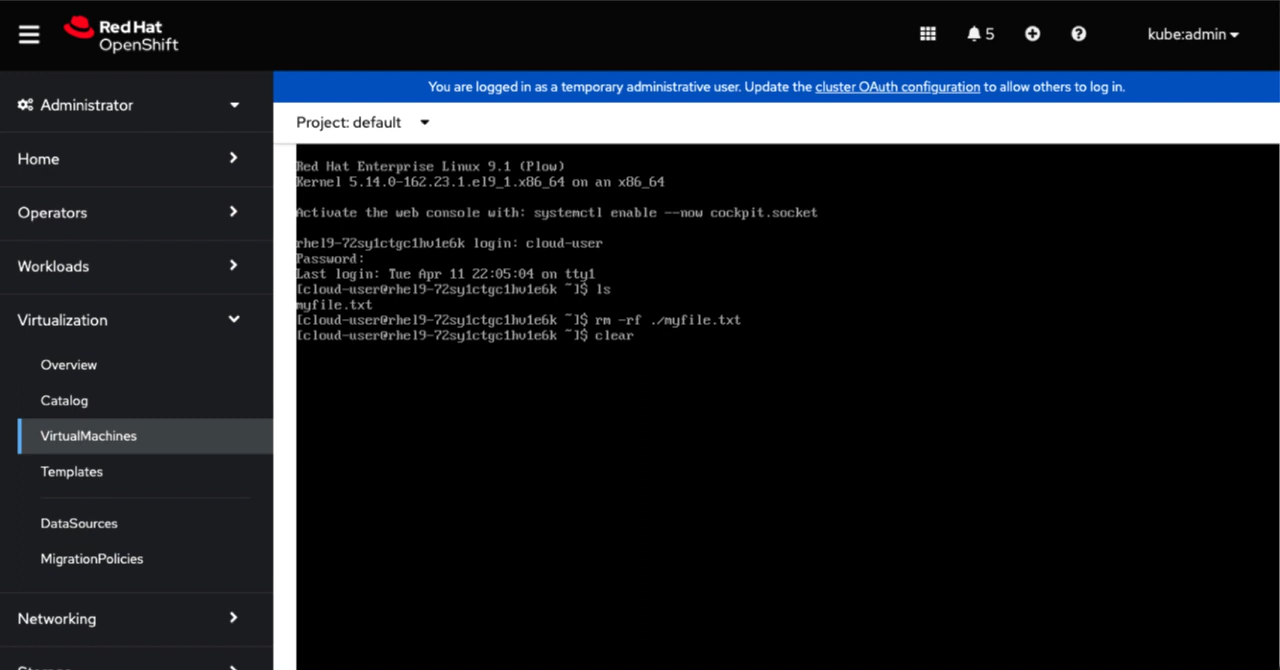 Red Hat
OpenShift
5
kube:admin
Administrator
You are logged in as a temporary administrative user. Update the cluster OAuth configuration to allow others to log in.
Project: default
Home
Operators
Workloads
Virtualization
Overview
Catalog
VirtualMachines
Templates
DataSources
MigrationPolicies
Networking
Red Hat Enterprise Linux 9.1 (Plow)
Kernel 5.14.0-162.23.1.el9_1.x86_64 on an x86_64
Activate the web console with: systemctl enable --now cockpit.socket
rhel9-72sy1ctgc1hv1e6k login: cloud-user
Password:
Last login: Tue Apr 11 22:05:04 on tty1
[cloud-user@rhel9-72sy1ctgc1hv1e6k ~]$ ls
myfile.txt
[cloud-user@rhel9-72sy1ctgc1hv1e6k ~]$ rm -rf ./myfile.txt
[cloud-user@rhel9-72sy1ctgc1hv1e6k ~]$ clear